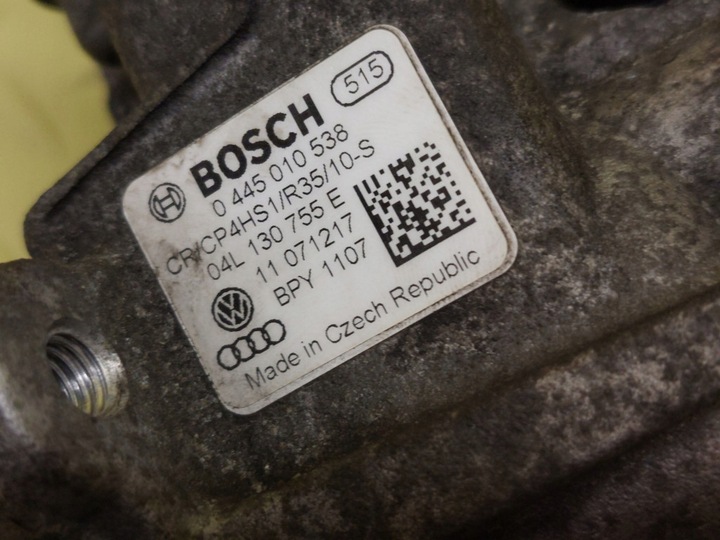 515
BOSCH
0 445 010 538
CR/CP4HS1/R35/10-S
04L 130 755 E
11 071217
BPY 1107
Made in Czech Republic